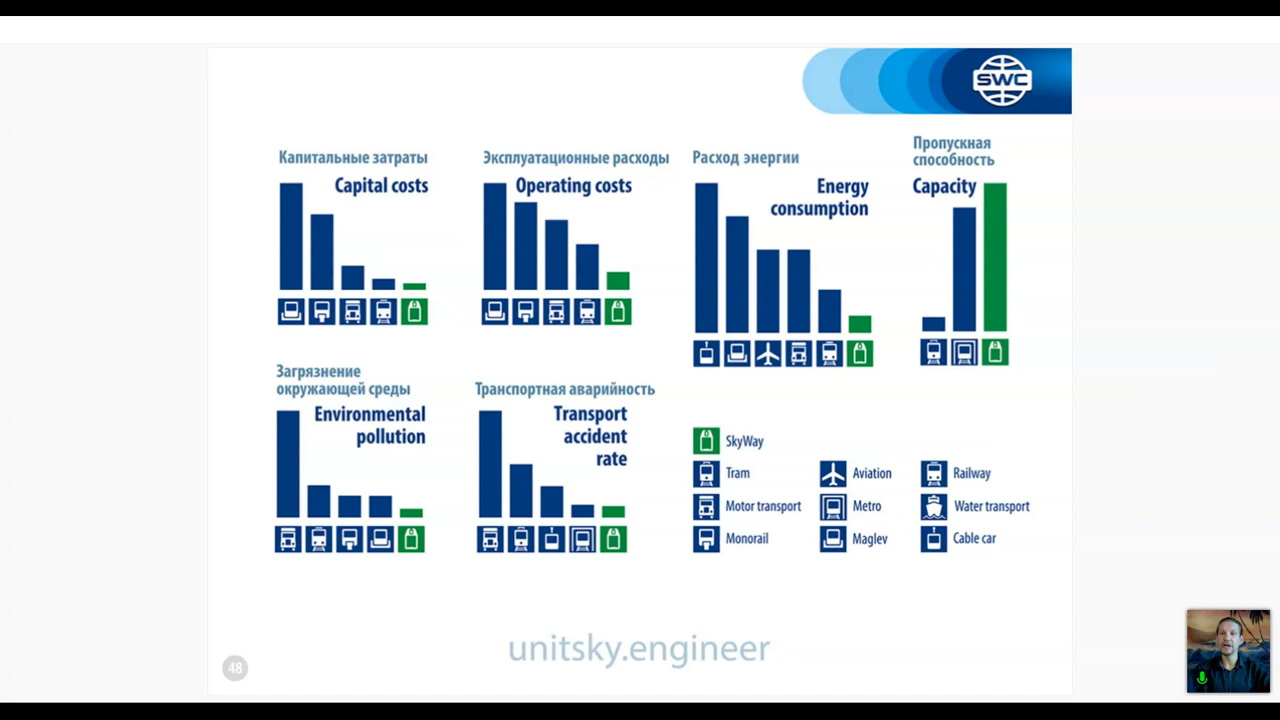 SWC
Капитальные затраты
Capital costs
Эксплуатационные расходы
Operating costs
Расход энергии
Energy
consumption
Пропускная
способность
Capacity
Загрязнение
окружающей среды
Environmental
pollution
Транспортная аварийность
Transport
accident
rate
SkyWay
Tram
Aviation
Railway
Motor transport
Metro
Water transport
Monorail
Maglev
Cable car
unitsky.engineer
48